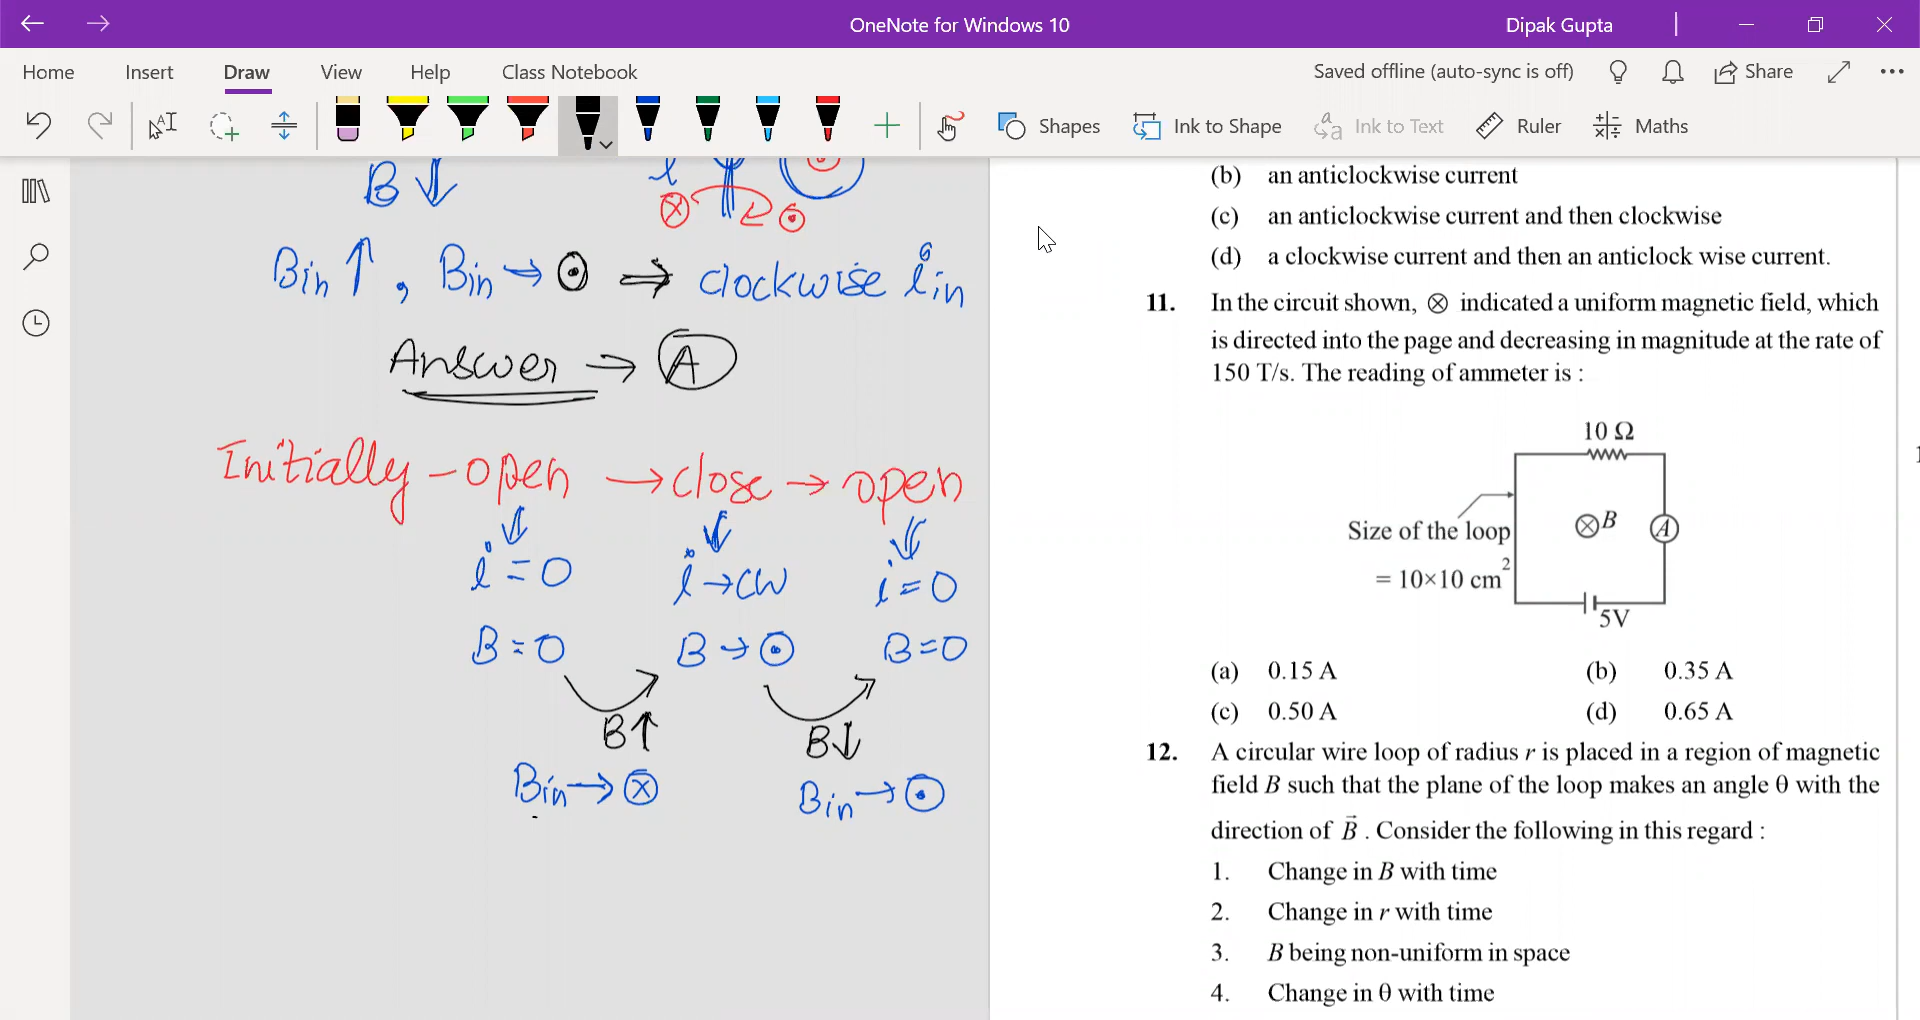 OneNote for Windows 10
Dipak Gupta
Home Insert Draw View Help Class Notebook
Saved offline (auto-sync is off) Share
Shapes Ink to Shape Ink to Text Ruler Maths
B ↓
i
⊗ ⊙
Bin ↑, Bin → ⊙ ⇒ clockwise iin
Answer → A
Initially - open → close → open
i = 0 i → CW i = 0
B = 0 B → ⊙ B = 0
B↑ B↓
Bin → ⊗ Bin → ⊙
(b) an anticlockwise current
(c) an anticlockwise current and then clockwise
(d) a clockwise current and then an anticlock wise current.
11. In the circuit shown, ⊗ indicated a uniform magnetic field, which
is directed into the page and decreasing in magnitude at the rate of
150 T/s. The reading of ammeter is :
10 Ω
Size of the loop
= 10×10 cm²
⊗B
A
5V
(a) 0.15 A (b) 0.35 A
(c) 0.50 A (d) 0.65 A
12. A circular wire loop of radius r is placed in a region of magnetic
field B such that the plane of the loop makes an angle θ with the
direction of B⃗ . Consider the following in this regard :
1. Change in B with time
2. Change in r with time
3. B being non-uniform in space
4. Change in θ with time